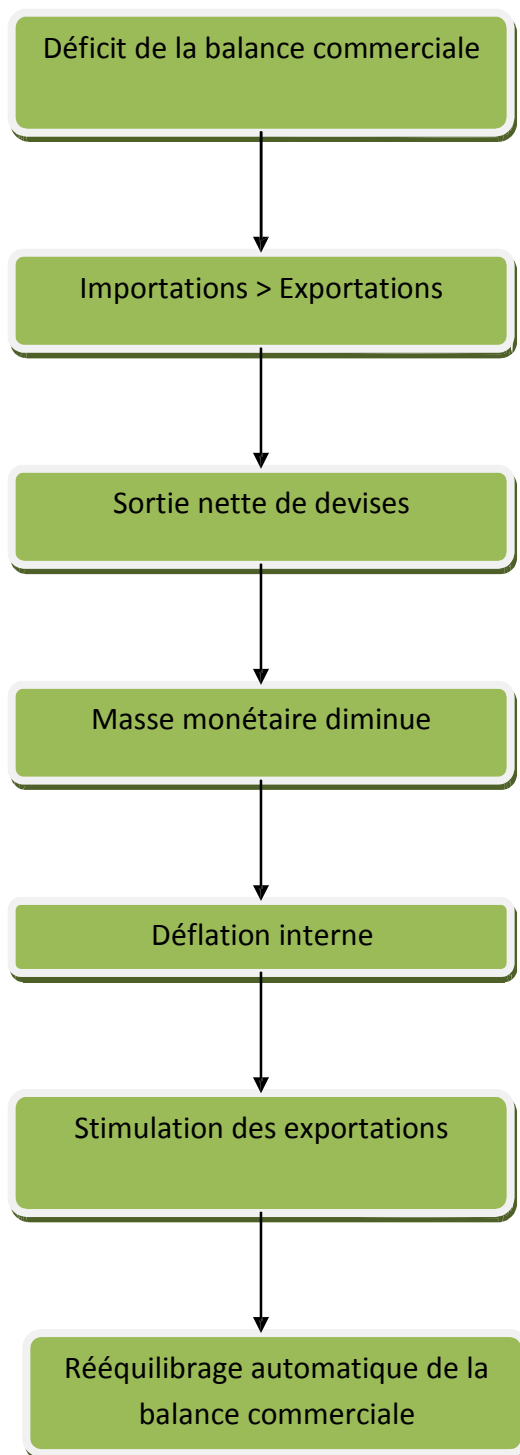 Déficit de la balance commerciale
Importations > Exportations
Sortie nette de devises
Masse monétaire diminue
Déflation interne
Stimulation des exportations
Rééquilibrage automatique de la
balance commerciale